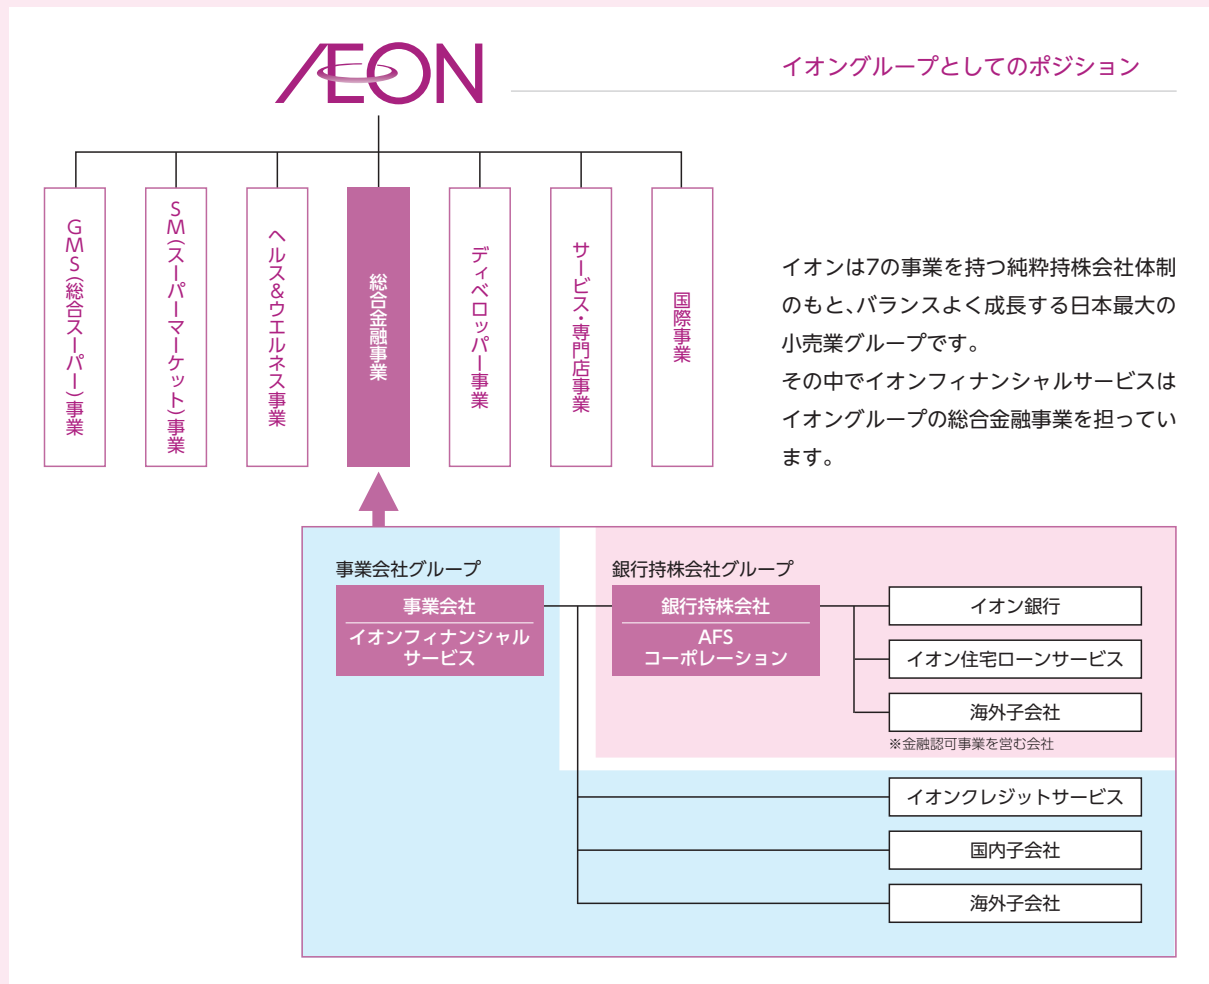 ÆON
イオングループとしてのポジション
GMS(総合スーパー)事業
SM(スーパーマーケット)事業
ヘルス&ウエルネス事業
総合金融事業
ディベロッパー事業
サービス・専門店事業
国際事業
イオンは7の事業を持つ純粋持株会社体制
のもと、バランスよく成長する日本最大の
小売業グループです。
その中でイオンフィナンシャルサービスは
イオングループの総合金融事業を担ってい
ます。
事業会社グループ
事業会社
イオンフィナンシャル
サービス
銀行持株会社グループ
銀行持株会社
AFS
コーポレーション
イオン銀行
イオン住宅ローンサービス
海外子会社
※金融認可事業を営む会社
イオンクレジットサービス
国内子会社
海外子会社